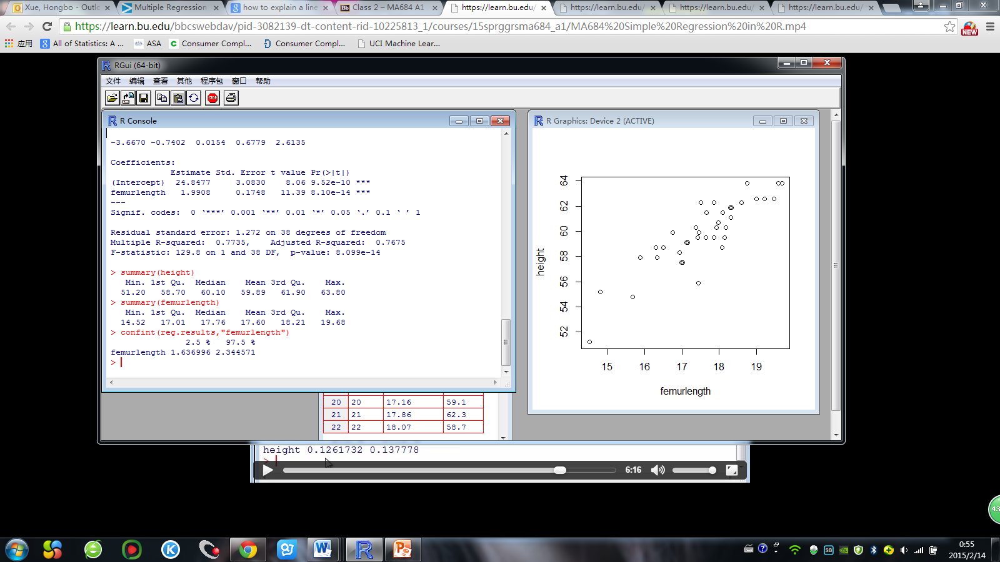 Xue, Hongbo - Outlc
Multiple Regression
how to explain a line
Class 2 – MA684 A1
https://learn.bu.edu/
https://learn.bu.edu/
https://learn.bu.edu/
https://learn.bu.edu/
https://learn.bu.edu/bbcswebdav/pid-3082139-dt-content-rid-10225813_1/courses/15sprggrsma684_a1/MA684%20Simple%20Regression%20in%20R.mp4
NEW
应用
All of Statistics: A ...
ASA
ASA
Consumer Compl...
Consumer Compl...
UCI Machine Lear...
RGui (64-bit)
文件 编辑 查看 其他 程序包 窗口 帮助
STOP
R Console
-3.6670 -0.7402 0.0154 0.6779 2.6135
Coefficients:
Estimate Std. Error t value Pr(>|t|)
(Intercept) 24.8477 3.0830 8.06 9.52e-10 ***
femurlength 1.9908 0.1748 11.39 8.10e-14 ***
---
Signif. codes: 0 ‘***’ 0.001 ‘**’ 0.01 ‘*’ 0.05 ‘.’ 0.1 ‘ ’ 1
Residual standard error: 1.272 on 38 degrees of freedom
Multiple R-squared: 0.7735, Adjusted R-squared: 0.7675
F-statistic: 129.8 on 1 and 38 DF, p-value: 8.099e-14
> summary(height)
Min. 1st Qu. Median Mean 3rd Qu. Max.
51.20 58.70 60.10 59.89 61.90 63.80
> summary(femurlength)
Min. 1st Qu. Median Mean 3rd Qu. Max.
14.52 17.01 17.76 17.60 18.21 19.68
> confint(reg.results,"femurlength")
2.5 % 97.5 %
femurlength 1.636996 2.344571
>
R Graphics: Device 2 (ACTIVE)
height
64
62
60
58
56
54
52
15 16 17 18 19
femurlength
20 20 17.16 59.1
21 21 17.86 62.3
22 22 18.07 58.7
height 0.1261732 0.137778
>
6:16
43
SB
0:55
2015/2/14